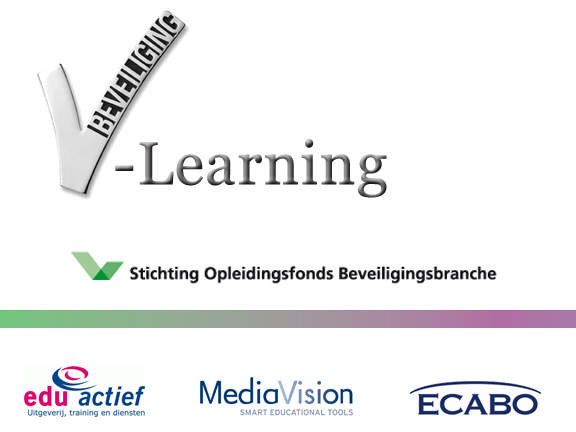 BEVEILIGING
V-Learning
Stichting Opleidingsfonds Beveiligingsbranche
edu actief
Uitgeverij, training en diensten
MediaVision
SMART EDUCATIONAL TOOLS
ECABO